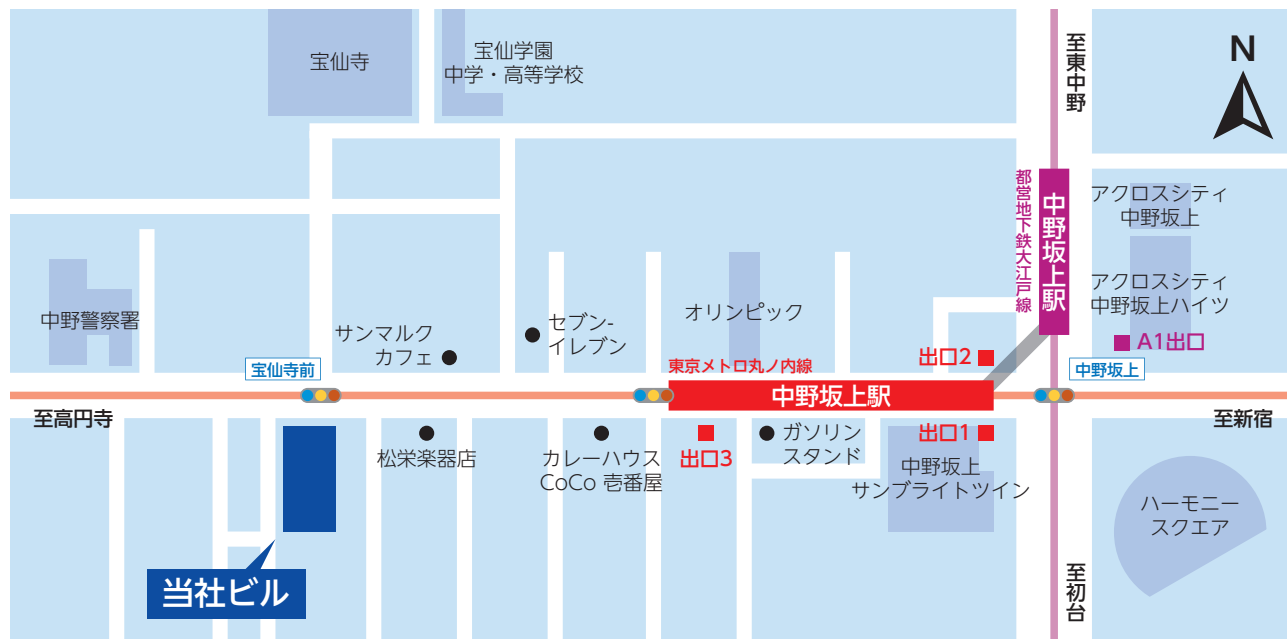 宝仙寺
宝仙学園
中学・高等学校
至東中野
N
都営地下鉄大江戸線
中野坂上駅
アクロスシティ
中野坂上
アクロスシティ
中野坂上ハイツ
A1出口
中野警察署
サンマルク
カフェ
セブン-
イレブン
オリンピック
出口2
宝仙寺前
東京メトロ丸ノ内線
中野坂上駅
中野坂上
至高円寺
至新宿
松栄楽器店
カレーハウス
CoCo 壱番屋
出口3
ガソリン
スタンド
出口1
中野坂上
サンブライトツイン
ハーモニー
スクエア
当社ビル
至初台